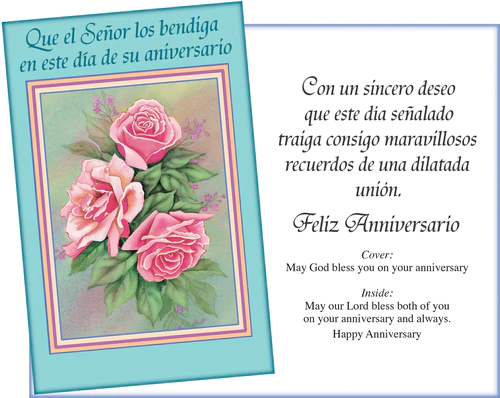 Que el Señor los bendiga
en este día de su aniversario
Con un sincero deseo
que este dia señalado
traiga consigo maravillosos
recuerdos de una dilatada
unión.
Feliz Anniversario
Cover:
May God bless you on your anniversary
Inside:
May our Lord bless both of you
on your anniversary and always.
Happy Anniversary